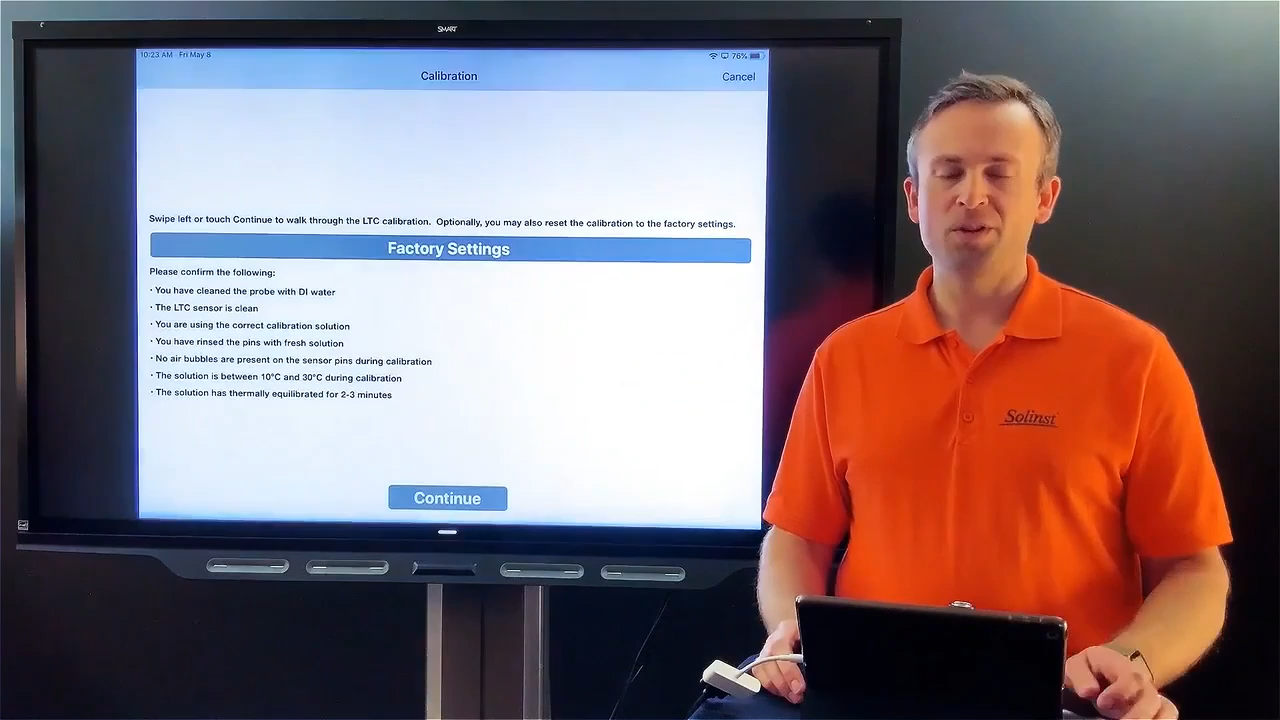 SMART
10:23 AM Fri May 8
76%
Calibration
Cancel
Swipe left or touch Continue to walk through the LTC calibration. Optionally, you may also reset the calibration to the factory settings.
Factory Settings
Please confirm the following:
· You have cleaned the probe with DI water
· The LTC sensor is clean
· You are using the correct calibration solution
· You have rinsed the pins with fresh solution
· No air bubbles are present on the sensor pins during calibration
· The solution is between 10°C and 30°C during calibration
· The solution has thermally equilibrated for 2-3 minutes
Continue
Solinst